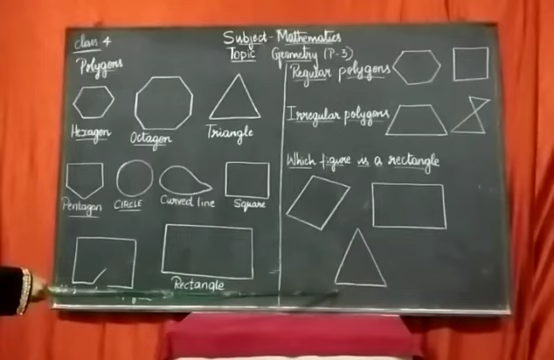 class 4
Subject - Mathematics
Topic Geometry (P-3)
Polygons
Hexagon
Octagon
Triangle
Pentagon
CIRCLE
Curved line
Square
Rectangle
Regular polygons
Irregular polygons
Which figure is a rectangle